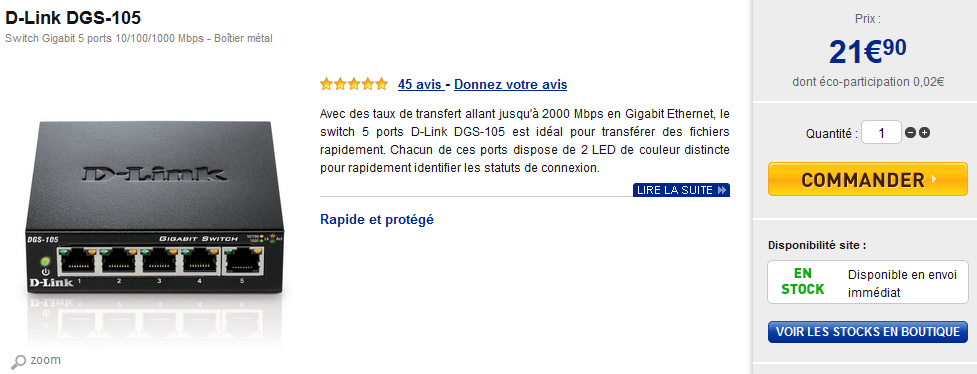 D-Link DGS-105
Switch Gigabit 5 ports 10/100/1000 Mbps - Boîtier métal
45 avis - Donnez votre avis
Avec des taux de transfert allant jusqu'à 2000 Mbps en Gigabit Ethernet, le
switch 5 ports D-Link DGS-105 est idéal pour transférer des fichiers
rapidement. Chacun de ces ports dispose de 2 LED de couleur distincte
pour rapidement identifier les statuts de connexion.
LIRE LA SUITE
Rapide et protégé
D-Link
DGS-105
GIGABIT SWITCH
10/100
1000
D-Link
1 2 3 4 5
zoom
Prix :
21€90
dont éco-participation 0,02€
Quantité : 1
COMMANDER
Disponibilité site :
EN
STOCK
Disponible en envoi
immédiat
VOIR LES STOCKS EN BOUTIQUE